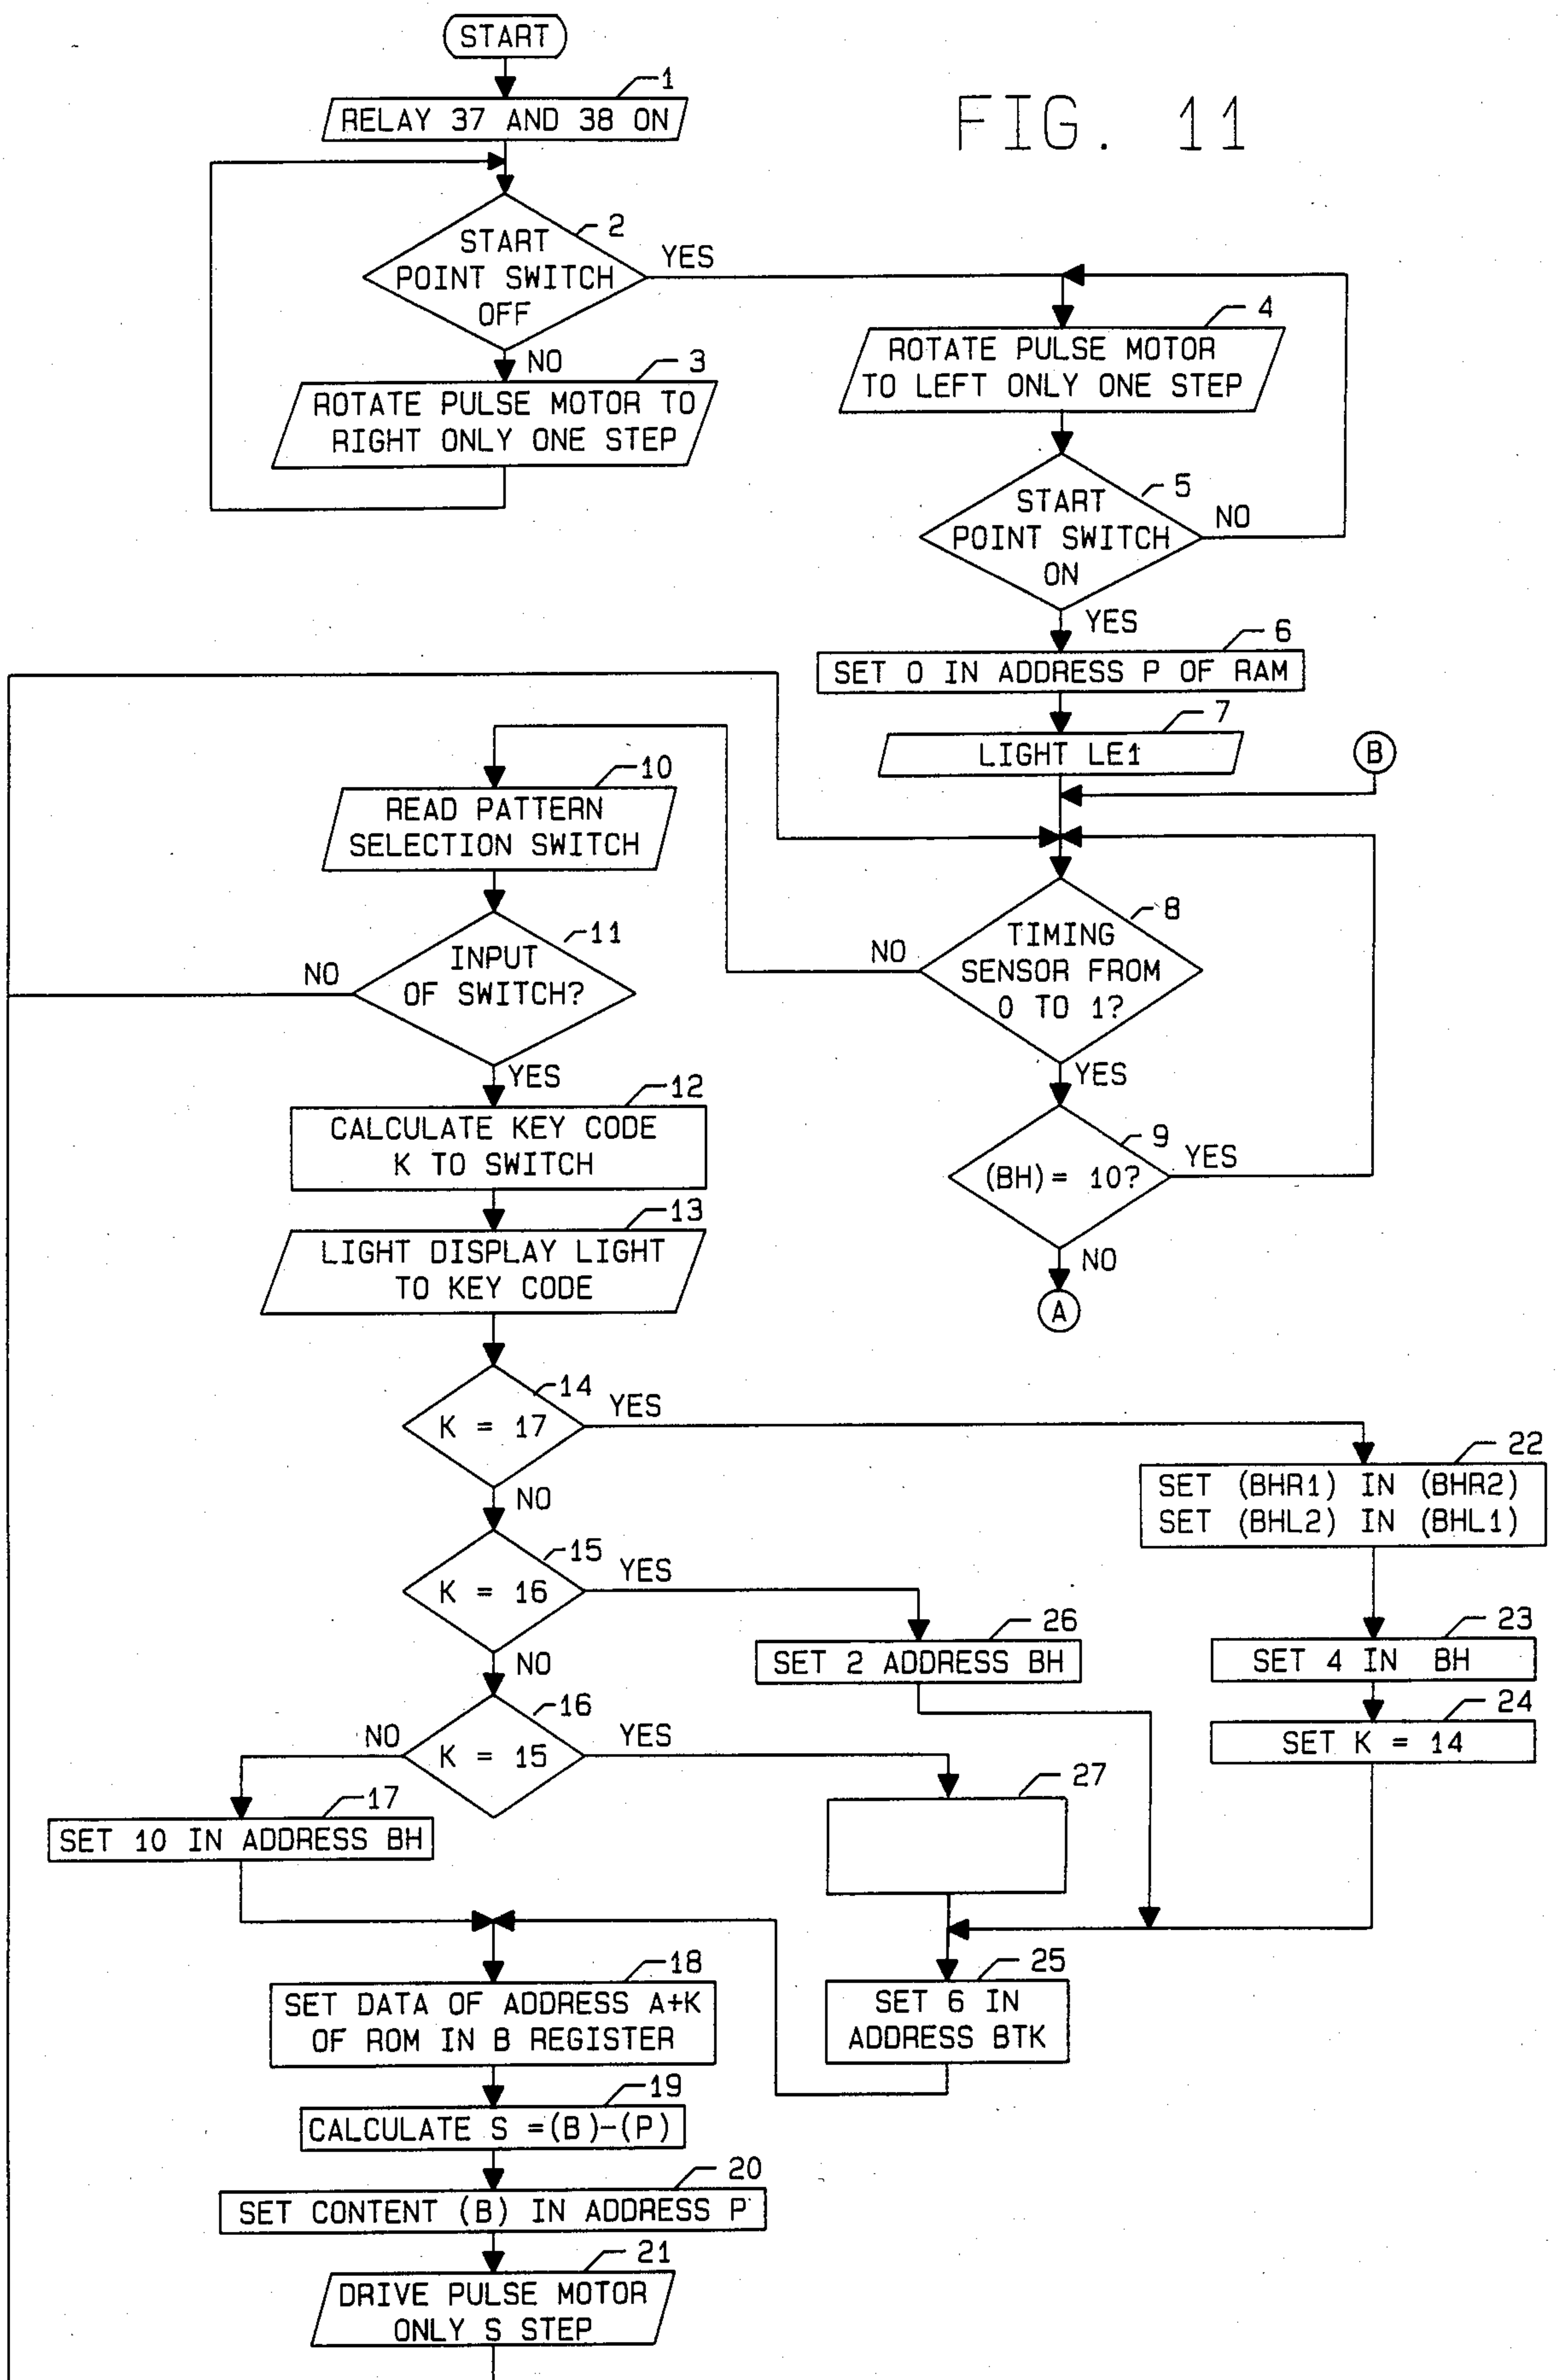 START
1
RELAY 37 AND 38 ON
FIG. 11
2
START
POINT SWITCH
OFF
YES
NO
3
ROTATE PULSE MOTOR TO
RIGHT ONLY ONE STEP
4
ROTATE PULSE MOTOR
TO LEFT ONLY ONE STEP
5
START
POINT SWITCH
ON
NO
YES
6
SET 0 IN ADDRESS P OF RAM
7
LIGHT LE1
B
8
TIMING
SENSOR FROM
0 TO 1?
NO
YES
9
(BH)= 10?
YES
NO
A
10
READ PATTERN
SELECTION SWITCH
11
INPUT
OF SWITCH?
NO
YES
12
CALCULATE KEY CODE
K TO SWITCH
13
LIGHT DISPLAY LIGHT
TO KEY CODE
14
K = 17
YES
NO
15
K = 16
YES
NO
16
K = 15
NO
YES
22
SET (BHR1) IN (BHR2)
SET (BHL2) IN (BHL1)
23
SET 4 IN BH
24
SET K = 14
26
SET 2 ADDRESS BH
27
17
SET 10 IN ADDRESS BH
25
SET 6 IN
ADDRESS BTK
18
SET DATA OF ADDRESS A+K
OF ROM IN B REGISTER
19
CALCULATE S =(B)-(P)
20
SET CONTENT (B) IN ADDRESS P
21
DRIVE PULSE MOTOR
ONLY S STEP